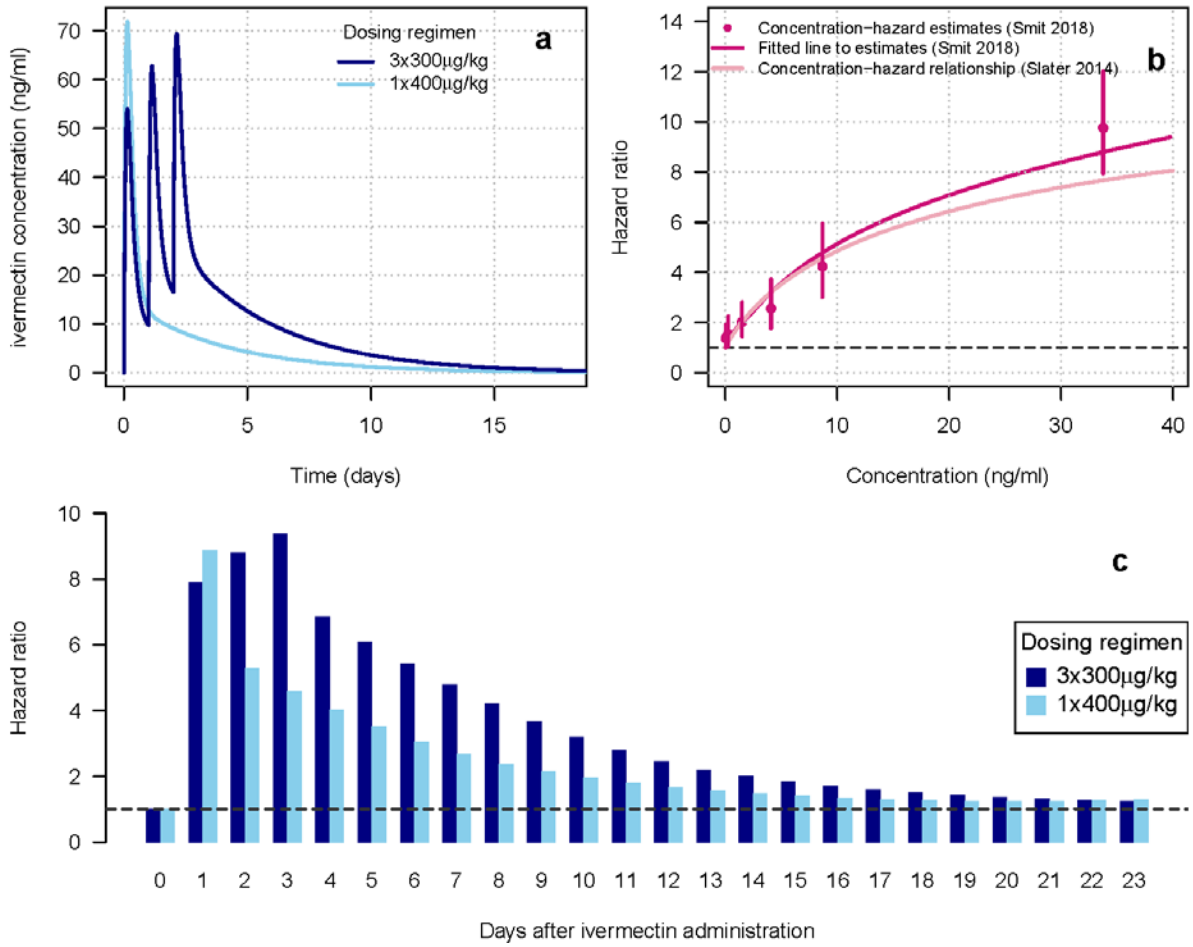 a
Dosing regimen
3x300µg/kg
1x400µg/kg
ivermectin concentration (ng/ml)
70
60
50
40
30
20
10
0
0 5 10 15
Time (days)
b
Concentration−hazard estimates (Smit 2018)
Fitted line to estimates (Smit 2018)
Concentration−hazard relationship (Slater 2014)
Hazard ratio
14
12
10
8
6
4
2
0
0 10 20 30 40
Concentration (ng/ml)
c
Hazard ratio
10
8
6
4
2
0
Dosing regimen
3x300µg/kg
1x400µg/kg
0 1 2 3 4 5 6 7 8 9 10 11 12 13 14 15 16 17 18 19 20 21 22 23
Days after ivermectin administration